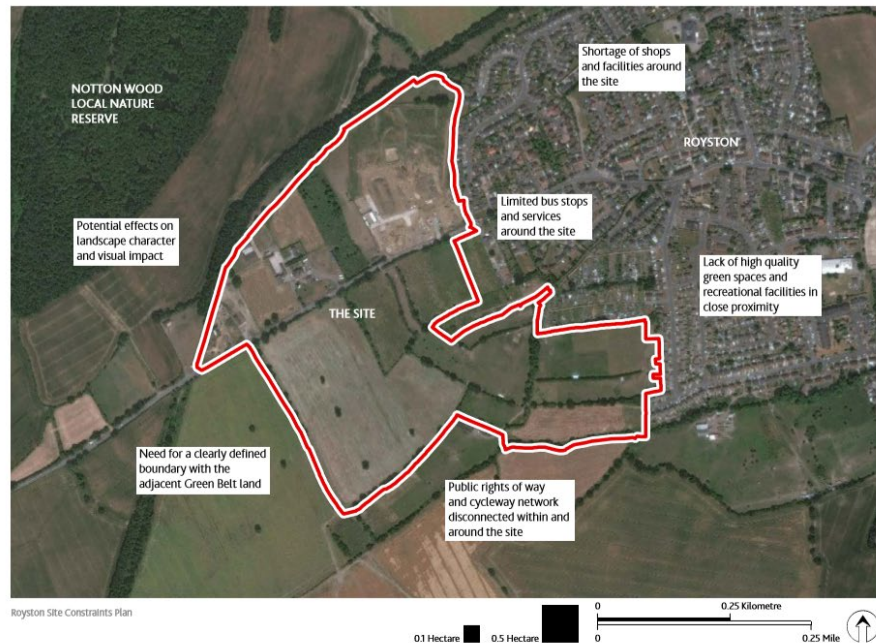 NOTTON WOOD
LOCAL NATURE
RESERVE
Shortage of shops
and facilities around
the site
ROYSTON
Limited bus stops
and services
around the site
Potential effects on
landscape character
and visual impact
Lack of high quality
green spaces and
recreational facilities in
close proximity
THE SITE
Need for a clearly defined
boundary with the
adjacent Green Belt land
Public rights of way
and cycleway network
disconnected within and
around the site
Royston Site Constraints Plan
0.1 Hectare
0.5 Hectare
0 0.25 Kilometre
0 0.25 Mile